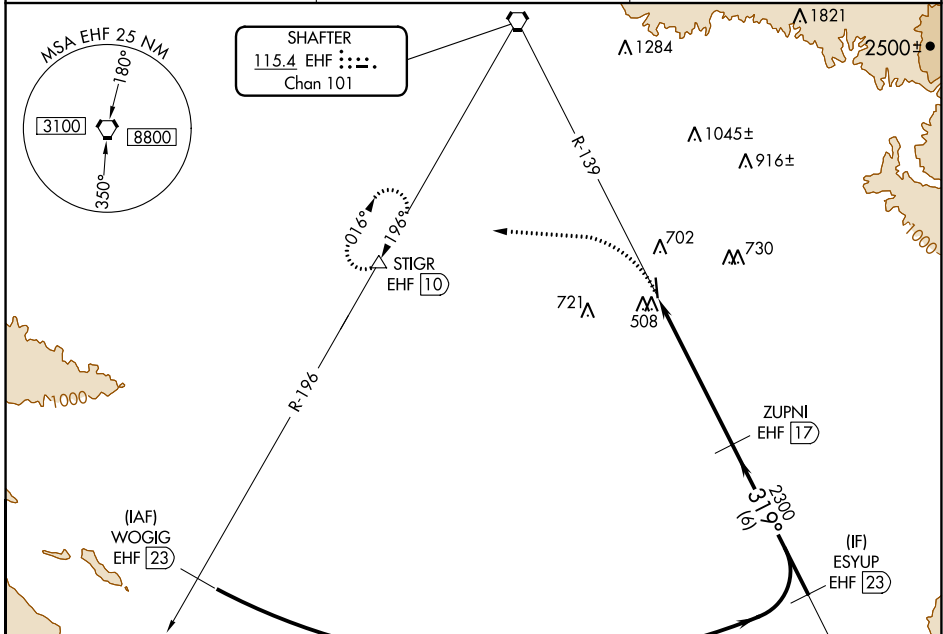 MSA EHF 25 NM
180°
3100
8800
350°
SHAFTER
115.4 EHF
Chan 101
1821
1284
2500±
1045±
916±
R-139
1000
016°
196°
STIGR
EHF 10
702
730
721
508
R-196
1000
ZUPNI
EHF 17
2300
319°
(6)
(IAF)
WOGIG
EHF 23
(IF)
ESYUP
EHF 23